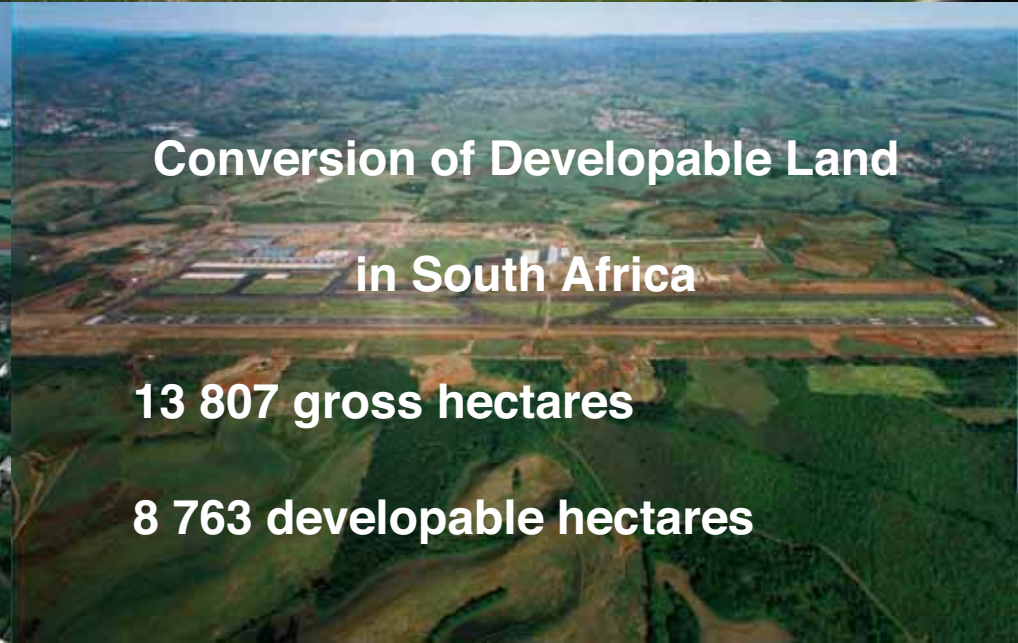 Conversion of Developable Land
in South Africa
13 807 gross hectares
8 763 developable hectares